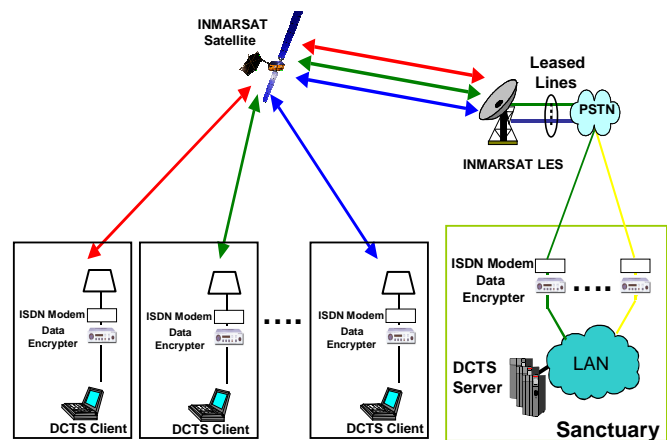 INMARSAT
Satellite
Leased
Lines
PSTN
INMARSAT LES
ISDN Modem
Data
Encrypter
DCTS Client
ISDN Modem
Data
Encrypter
DCTS Client
....
ISDN Modem
Data
Encrypter
DCTS Client
ISDN Modem
Data
Encrypter
....
LAN
DCTS
Server
Sanctuary